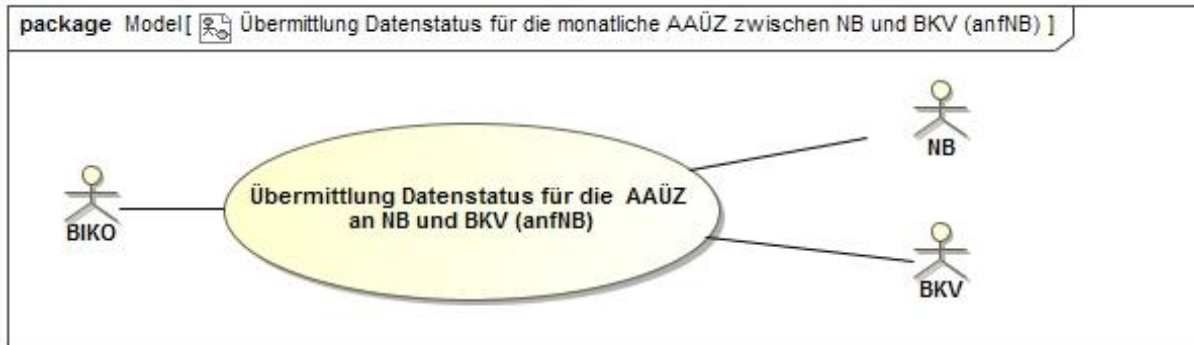 package Model[ Übermittlung Datenstatus für die monatliche AAÜZ zwischen NB und BKV (anfNB) ]
NB
Übermittlung Datenstatus für die AAÜZ
an NB und BKV (anfNB)
BIKO
BKV